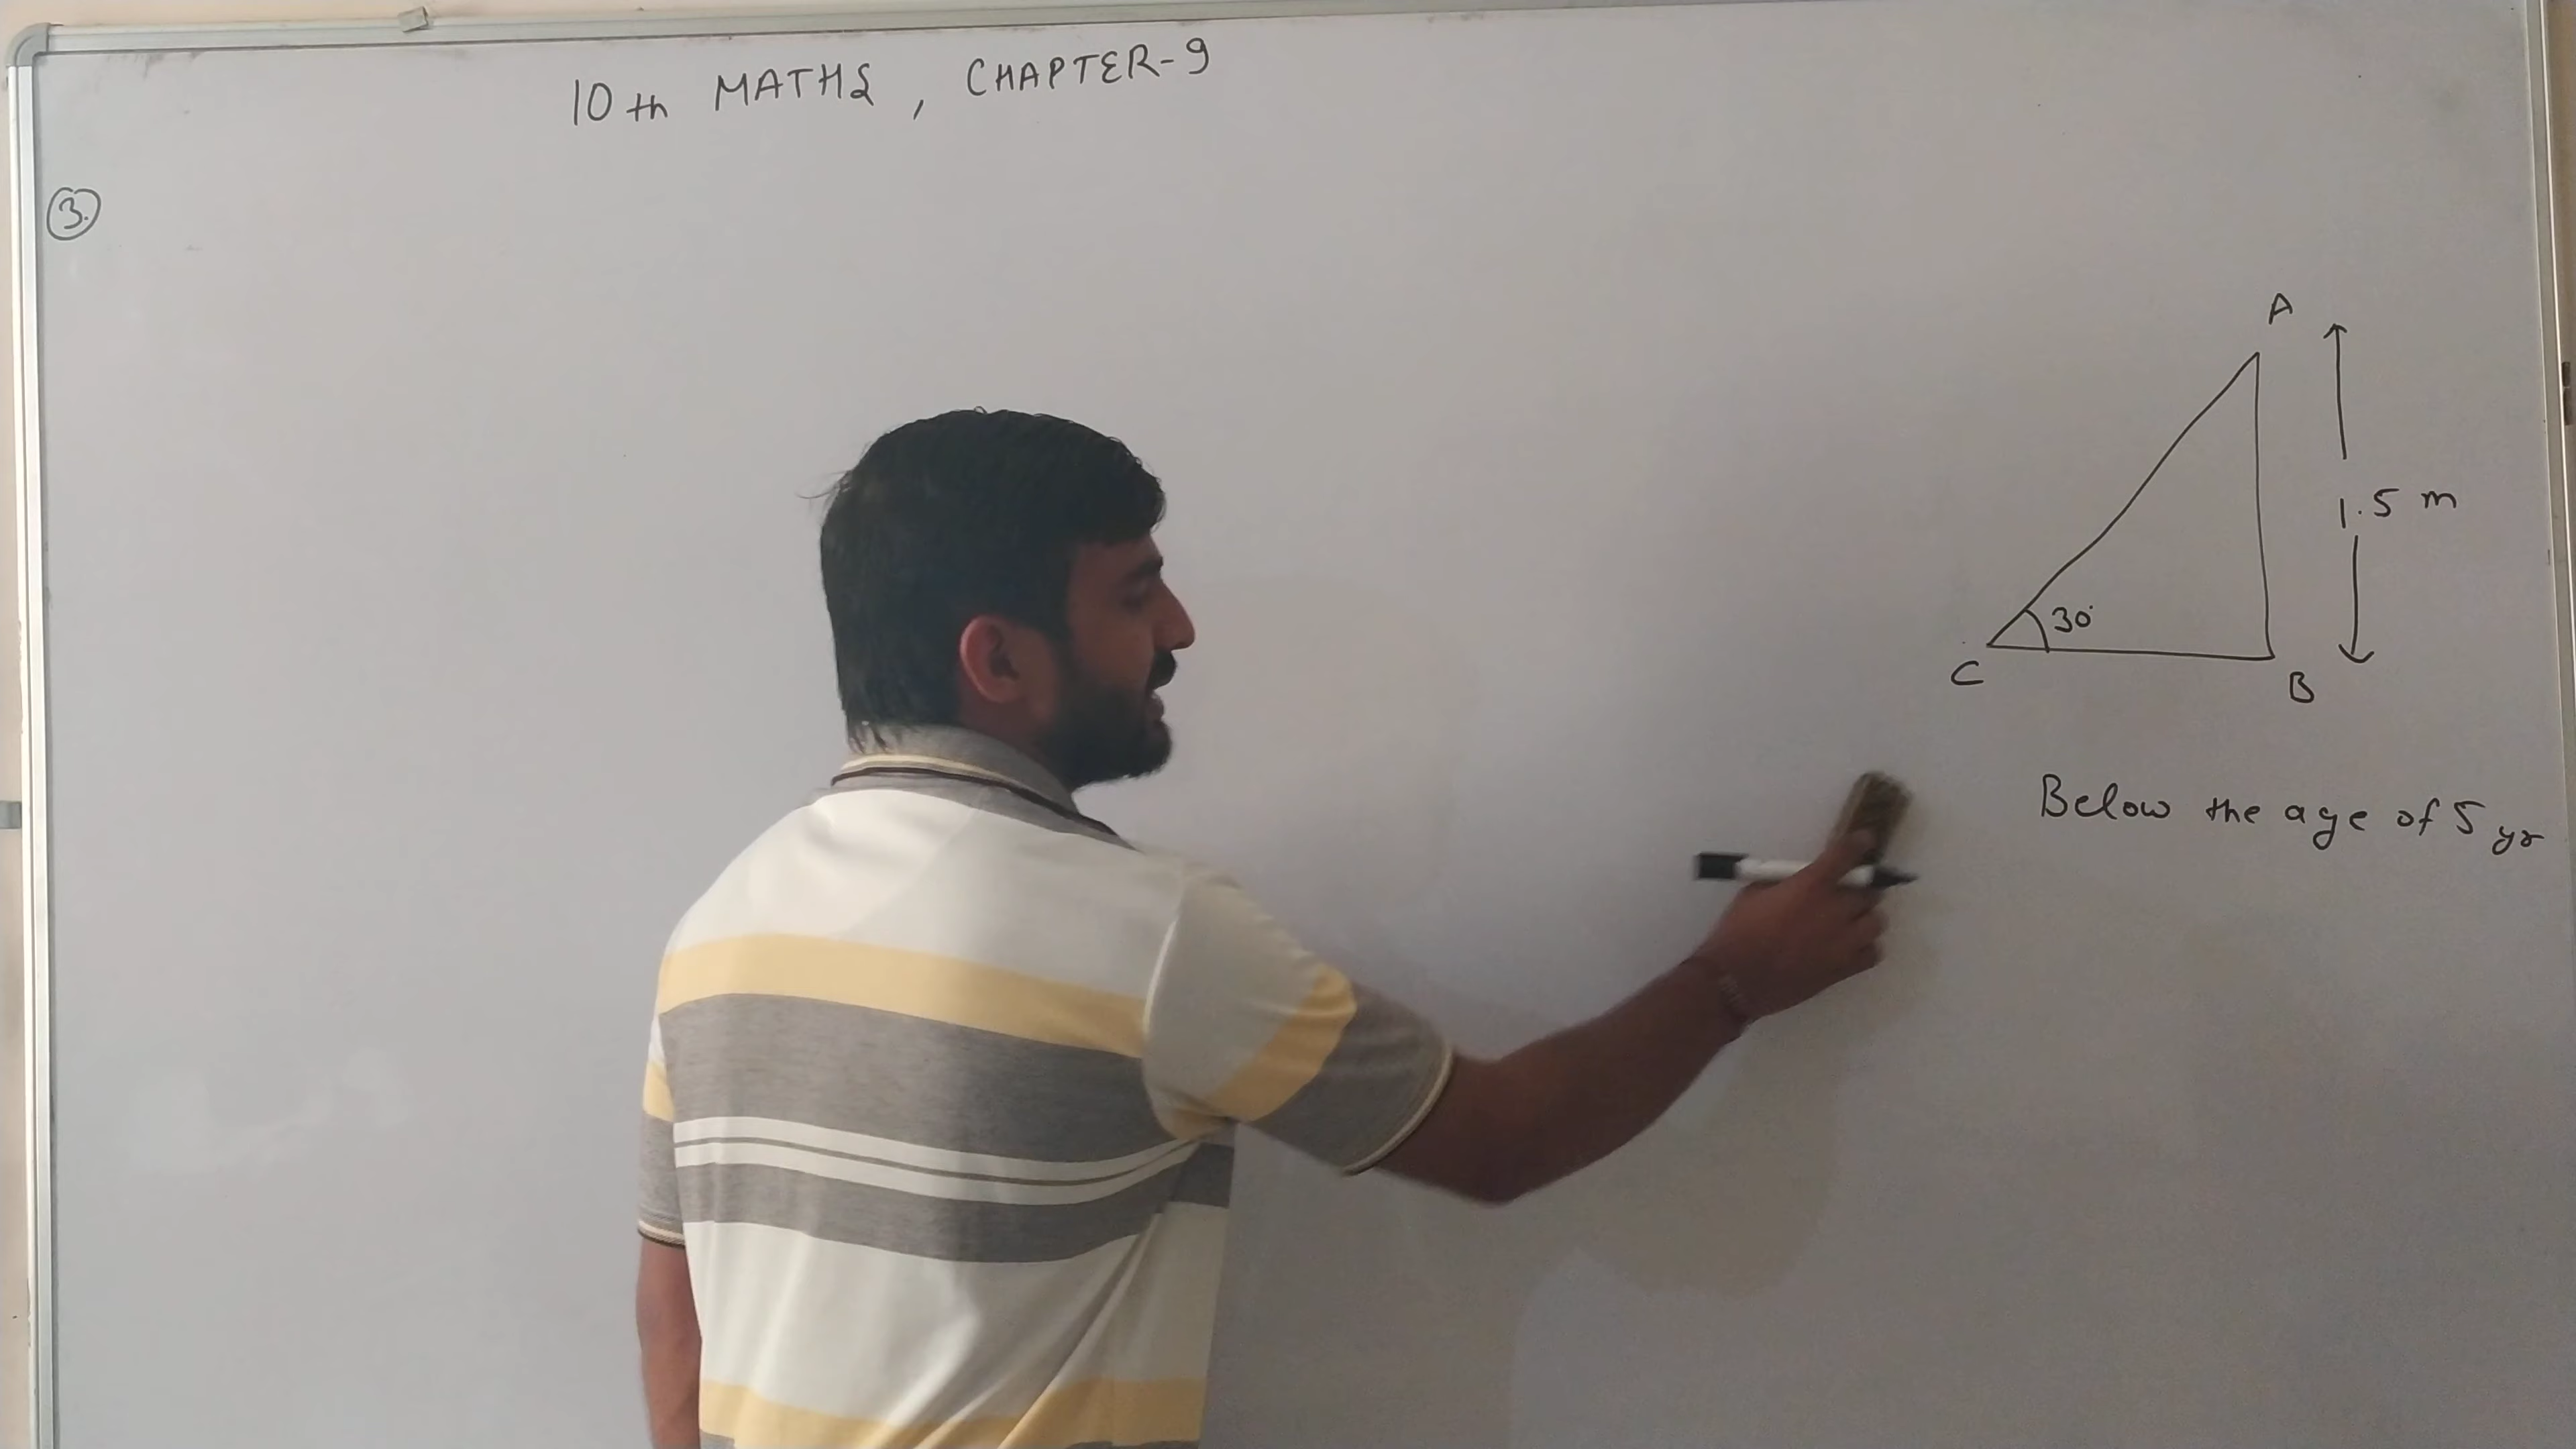 10th MATHS, CHAPTER-9
3.
A
1.5 m
30°
C
B
Below the age of 5 yr